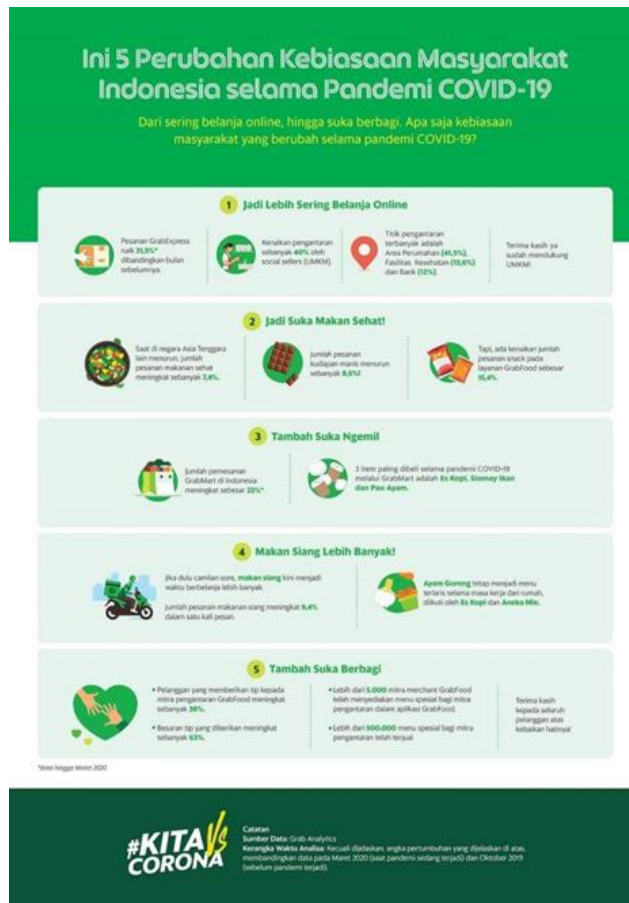 Ini 5 Perubahan Kebiasaan Masyarakat
Indonesia selama Pandemi COVID-19
Dari sering belanja online, hingga suka berbagi. Apa saja kebiasaan
masyarakat yang berubah selama pandemi COVID-19?
1 Jadi Lebih Sering Belanja Online
Pesanan GrabExpress
naik 21,3%*
dibandingkan bulan
sebelumnya.
Kenaikan pengantaran
sebanyak 40% oleh
social sellers (UMKM).
Titik pengantaran
terbanyak adalah
Area Perumahan (41,5%),
Fasilitas Kesehatan (13,6%)
dan Bank (12%).
Terima kasih ya
sudah mendukung
UMKM!
2 Jadi Suka Makan Sehat!
Saat di negara Asia Tenggara
lain menurun, jumlah
pesanan makanan sehat
meningkat sebanyak 7,4%.
Jumlah pesanan
kudapan manis menurun
sebanyak 8,6%!
Tapi, ada kenaikan jumlah
pesanan snack pada
layanan GrabFood sebesar
15,4%.
3 Tambah Suka Ngemil
Jumlah pemesanan
GrabMart di Indonesia
meningkat sebesar 22%*.
3 item paling dibeli selama pandemi COVID-19
melalui GrabMart adalah Es Kopi, Siomay Ikan
dan Pao Ayam.
4 Makan Siang Lebih Banyak!
Jika dulu camilan sore, makan siang kini menjadi
waktu berbelanja lebih banyak.
Jumlah pesanan makanan siang meningkat 9,4%
dalam satu kali pesan.
Ayam Goreng tetap menjadi menu
terlaris selama masa kerja dari rumah,
diikuti oleh Es Kopi dan Aneka Mie.
5 Tambah Suka Berbagi
• Pelanggan yang memberikan tip kepada
mitra pengantaran GrabFood meningkat
sebanyak 38%.
• Besaran tip yang diberikan meningkat
sebanyak 63%.
• Lebih dari 5.000 mitra merchant GrabFood
telah menyediakan menu spesial bagi mitra
pengantaran dalam aplikasi GrabFood.
• Lebih dari 500.000 menu spesial bagi mitra
pengantaran telah terjual.
Terima kasih
kepada seluruh
pelanggan atas
kebaikan hatinya!
*data hingga Maret 2020
#KITA Vs
CORONA
Catatan
Sumber Data: Grab Analytics
Kerangka Waktu Analisa: Kecuali dijelaskan, angka pertumbuhan yang dijelaskan di atas,
membandingkan data pada Maret 2020 (saat pandemi sedang terjadi) dan Oktober 2019
(sebelum pandemi terjadi).